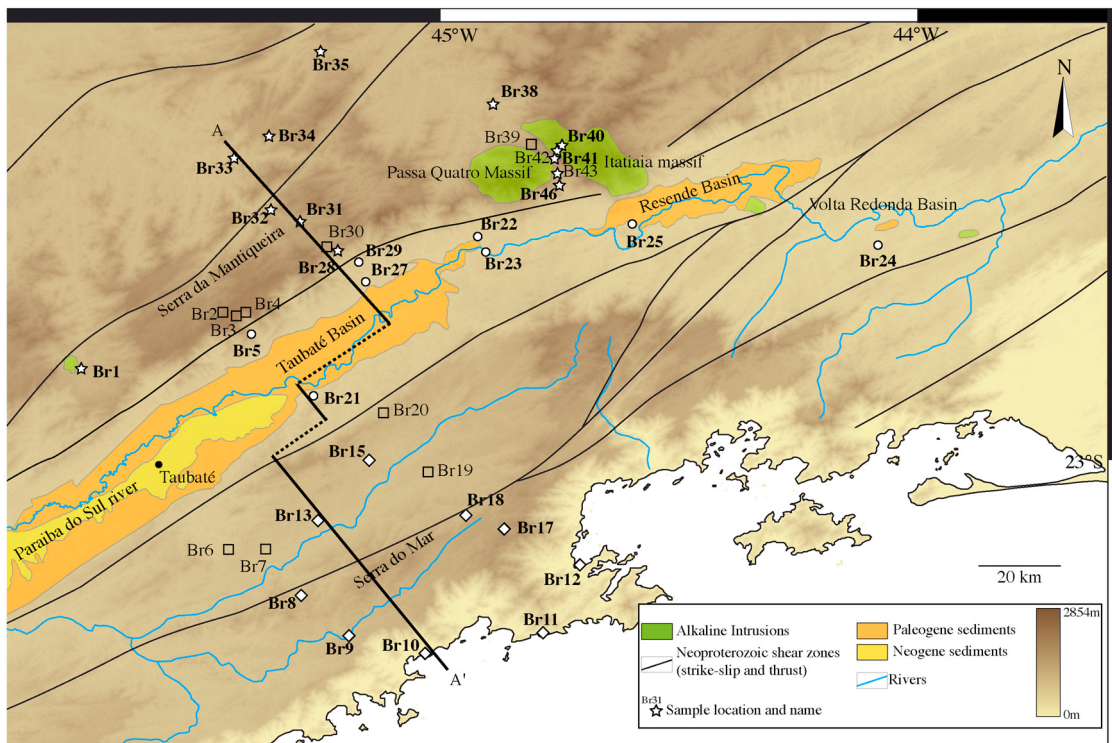 45°W
44°W
Br35
N
Br38
A
Br34
Br39
Br40
Br33
Br42
Br41
Passa Quatro Massif
Br43
Itatiaia massif
Br46
Resende Basin
Br32
Br31
Volta Redonda Basin
Br30
Br22
Br25
Br29
Br28
Br23
Br24
Br27
Serra da Mantiqueira
Br2
Br4
Br3
Br5
Taubaté Basin
Br1
Br21
Br20
Br15
23°S
Br19
Taubaté
Paraiba do Sul river
Br18
Br13
Br17
Br6
Br7
Serra do Mar
Br12
20 km
Br8
Br11
Br9
Br10
A'
Alkaline Intrusions
Neoproterozoic shear zones
(strike-slip and thrust)
Br31
Sample location and name
Paleogene sediments
Neogene sediments
Rivers
2854m
0m